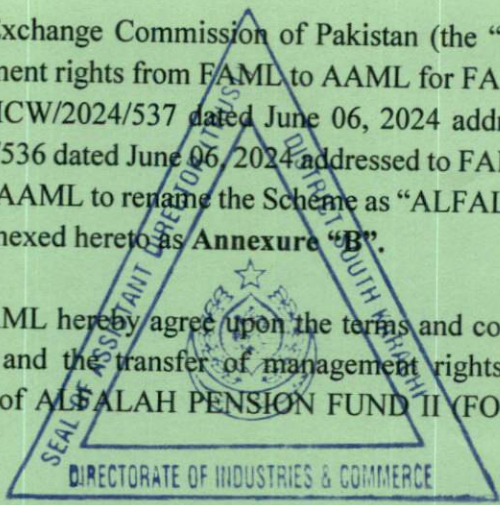 Exchange Commission of Pakistan (the “
ment rights from FAML to AAML for FA
ICW/2024/537 dated June 06, 2024 addr
/536 dated June 06, 2024 addressed to FAI
AAML to rename the Scheme as “ALFAL
nexed hereto as Annexure “B”.
ML hereby agree upon the terms and co
and the transfer of management rights
of ALFALAH PENSION FUND II (FO
SEAL OF ASSISTANT DIRECTOR TRUST
DISTRICT SOUTH KARACHI
DIRECTORATE OF INDUSTRIES & COMMERCE